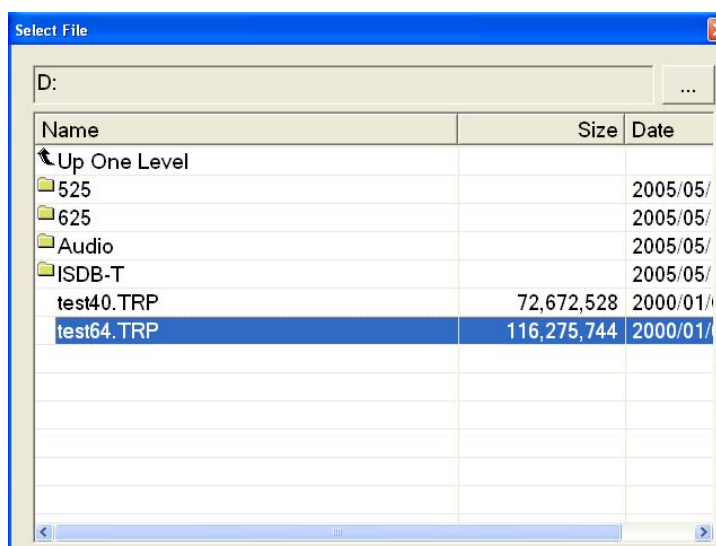 Select File
D:
...
Name Size Date
Up One Level
525 2005/05/
625 2005/05/
Audio 2005/05/
ISDB-T 2005/05/
test40.TRP 72,672,528 2000/01/
test64.TRP 116,275,744 2000/01/